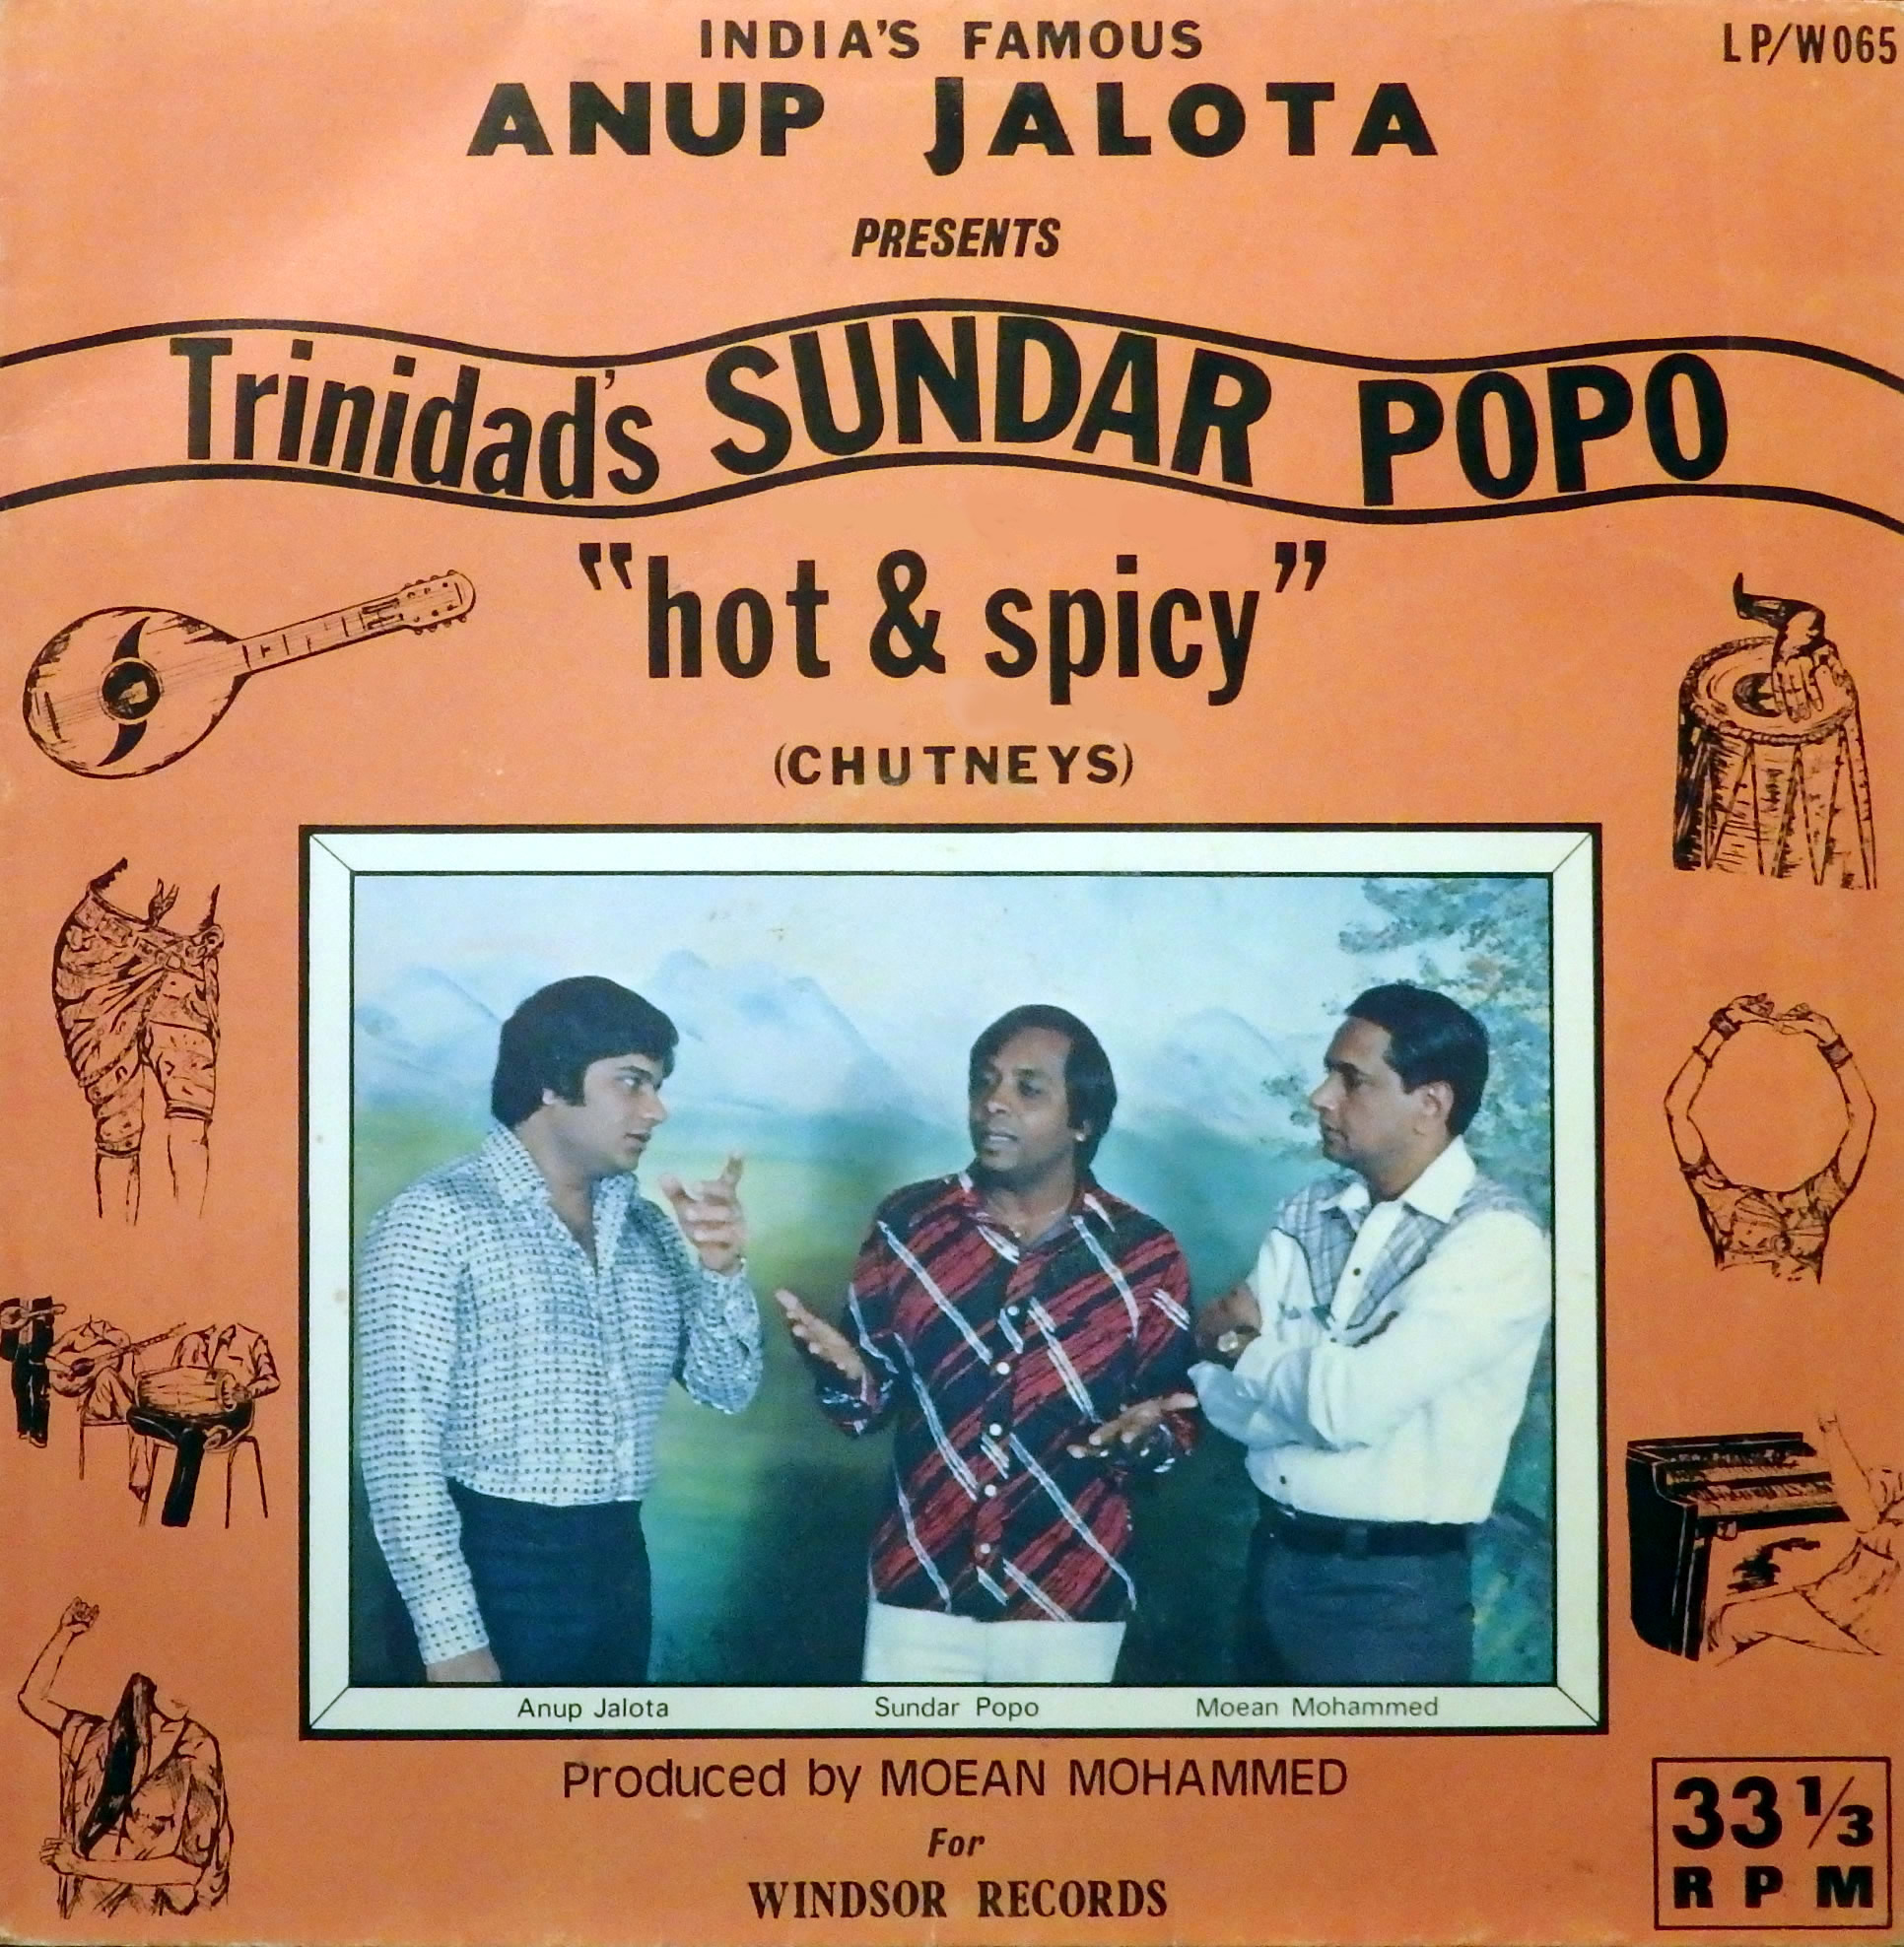 INDIA'S FAMOUS
LP/W065
ANUP JALOTA
PRESENTS
Trinidad's SUNDAR POPO
"hot & spicy"
(CHUTNEYS)
Anup Jalota Sundar Popo Moean Mohammed
Produced by MOEAN MOHAMMED
For
WINDSOR RECORDS
33 1/3
RPM